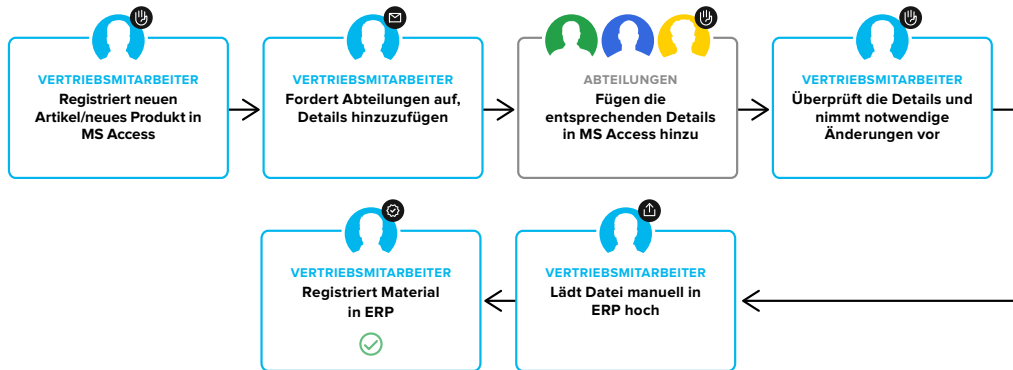 VERTRIEBSMITARBEITER
Registriert neuen
Artikel/neues Produkt in
MS Access
VERTRIEBSMITARBEITER
Fordert Abteilungen auf,
Details hinzuzufügen
ABTEILUNGEN
Fügen die
entsprechenden Details
in MS Access hinzu
VERTRIEBSMITARBEITER
Überprüft die Details und
nimmt notwendige
Änderungen vor
VERTRIEBSMITARBEITER
Lädt Datei manuell in
ERP hoch
VERTRIEBSMITARBEITER
Registriert Material
in ERP